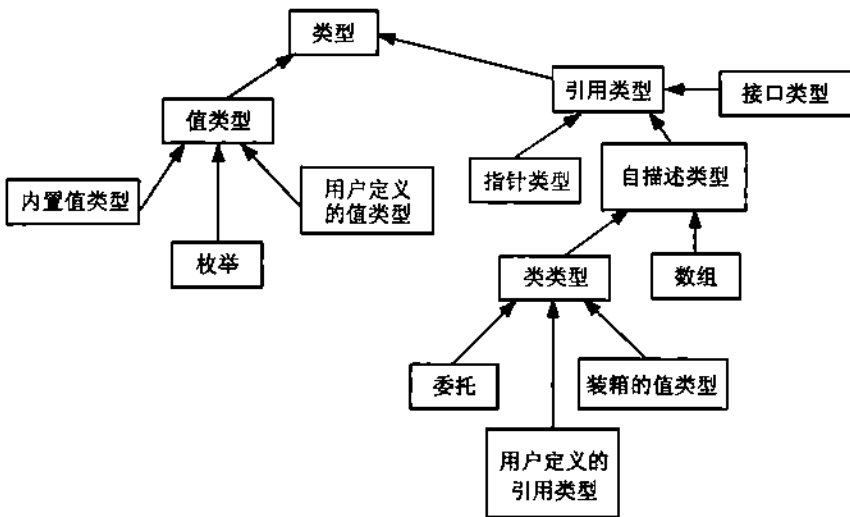 类型
引用类型
接口类型
值类型
指针类型
自描述类型
内置值类型
用户定义
的值类型
枚举
类类型
数组
委托
装箱的值类型
用户定义的
引用类型